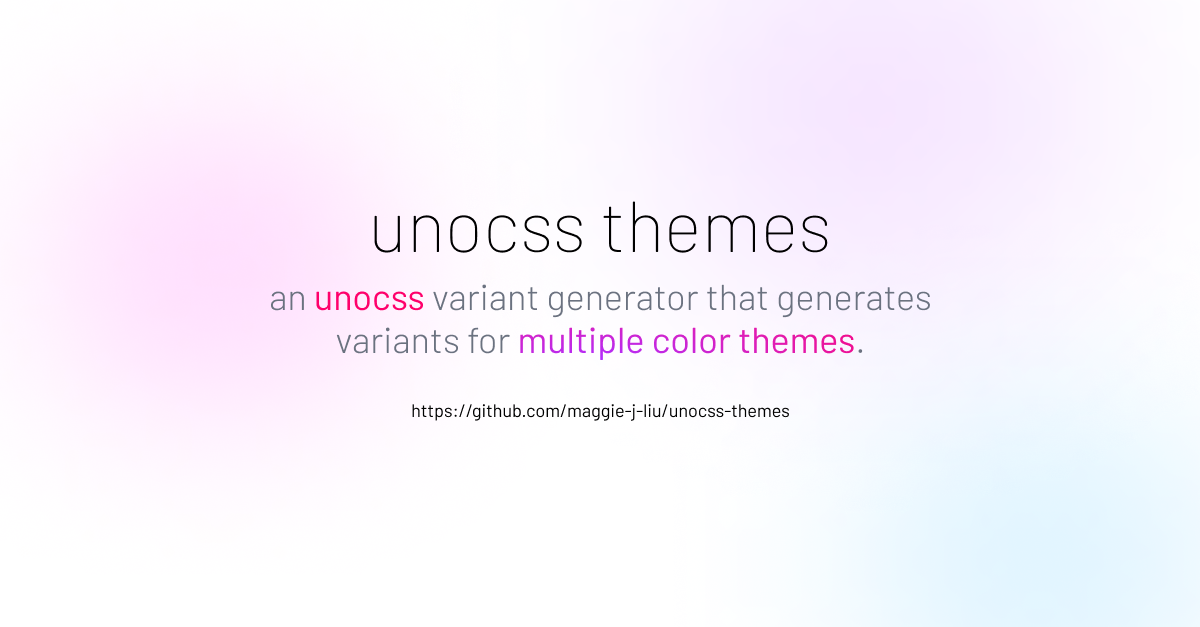 unocss themes
an unocss variant generator that generates
variants for multiple color themes.
https://github.com/maggie-j-liu/unocss-themes